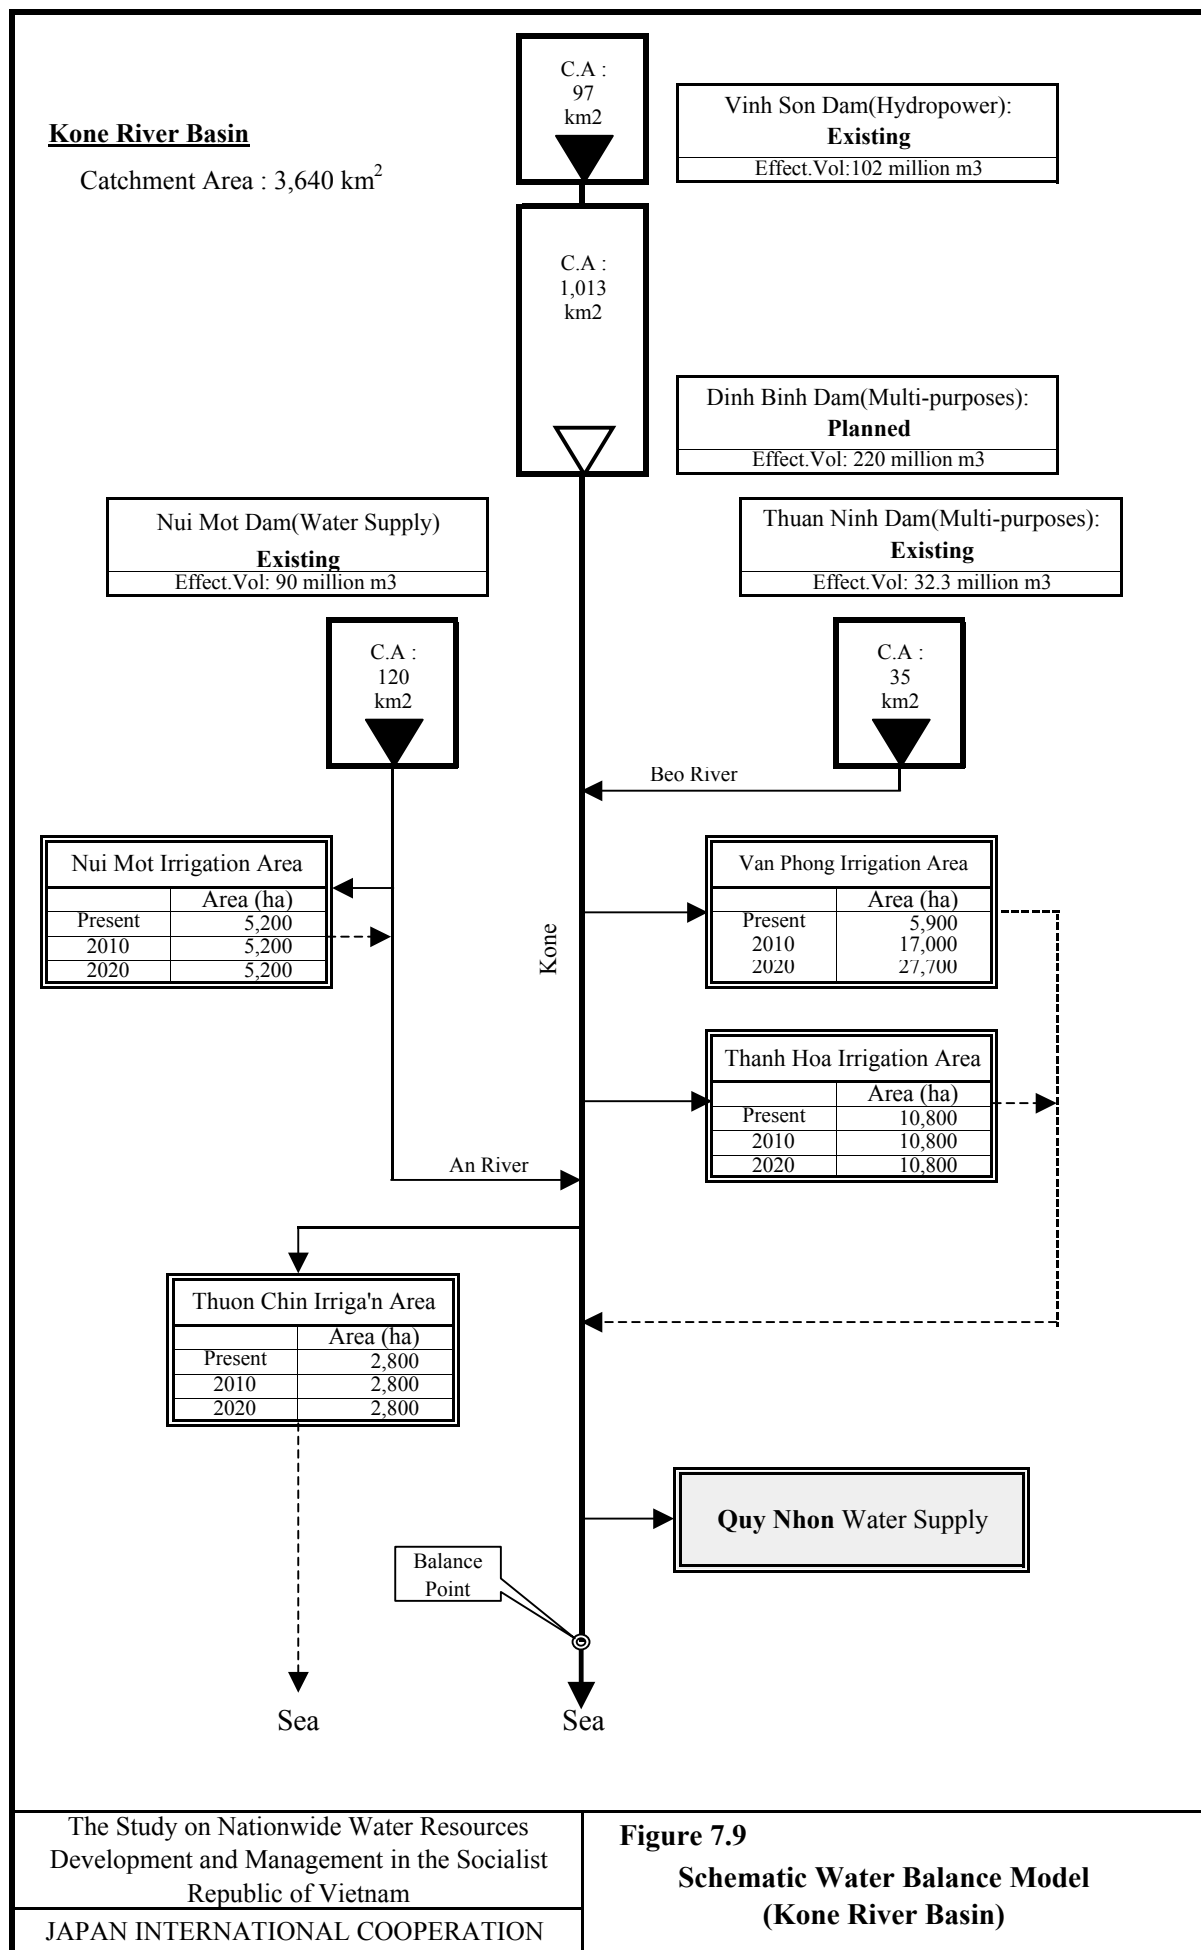 C.A :
97
km2
Vinh Son Dam(Hydropower):
Existing
Effect.Vol:102 million m3
Kone River Basin
Catchment Area : 3,640 km2
C.A :
1,013
km2
Dinh Binh Dam(Multi-purposes):
Planned
Effect.Vol: 220 million m3
Nui Mot Dam(Water Supply)
Existing
Effect.Vol: 90 million m3
Thuan Ninh Dam(Multi-purposes):
Existing
Effect.Vol: 32.3 million m3
C.A :
120
km2
C.A :
35
km2
Beo River
Nui Mot Irrigation Area
Area (ha)
Present 5,200
2010 5,200
2020 5,200
Kone
Van Phong Irrigation Area
Area (ha)
Present 5,900
2010 17,000
2020 27,700
Thanh Hoa Irrigation Area
Area (ha)
Present 10,800
2010 10,800
2020 10,800
An River
Thuon Chin Irriga'n Area
Area (ha)
Present 2,800
2010 2,800
2020 2,800
Quy Nhon Water Supply
Balance
Point
Sea
Sea
The Study on Nationwide Water Resources
Development and Management in the Socialist
Republic of Vietnam
JAPAN INTERNATIONAL COOPERATION
Figure 7.9
Schematic Water Balance Model
(Kone River Basin)